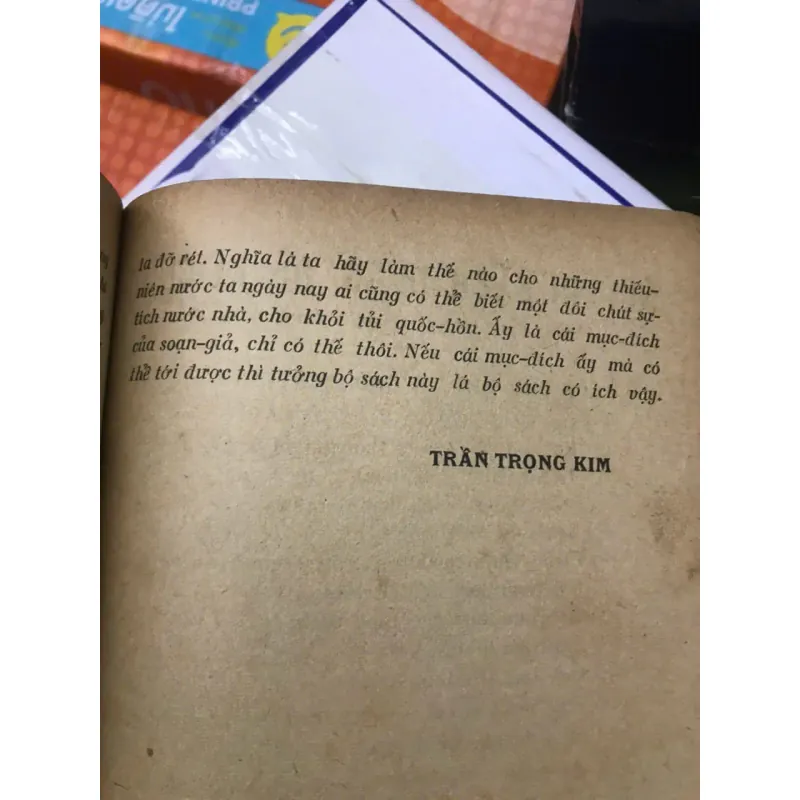 PRIM
ta đỡ rét. Nghĩa là ta hãy làm thế nào cho những thiếu-
niên nước ta ngày nay ai cũng có thể biết một đôi chút sự-
tích nước nhà, cho khỏi tủi quốc-hồn. Ấy là cái mục-đích
của soạn-giả, chỉ có thế thôi. Nếu cái mục-đích ấy mà có
thể tới được thì tưởng bộ sách này lá bộ sách có ích vậy.
TRẦN TRỌNG KIM